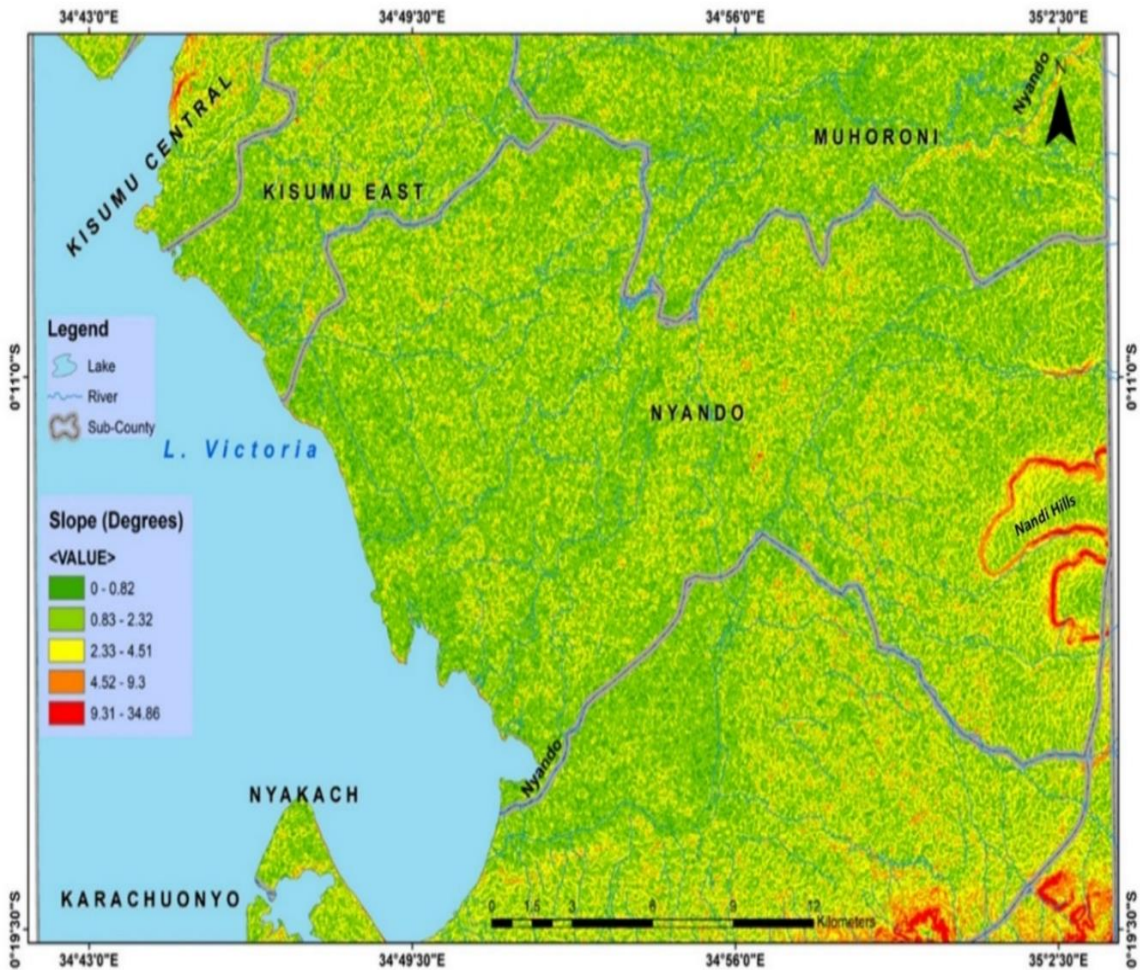 34°43'0"E
34°49'30"E
34°56'0"E
35°2'30"E
KISUMU CENTRAL
KISUMU EAST
MUHORONI
Nyando
N
Legend
Lake
River
Sub-County
0°11'0"S
0°11'0"S
NYANDO
L. Victoria
Nandi Hills
Slope (Degrees)
<VALUE>
0 - 0.82
0.83 - 2.32
2.33 - 4.51
4.52 - 9.3
9.31 - 34.86
Nyando
NYAKACH
KARACHUONYO
0 1.5 3 6 9 12
Kilometers
0°19'30"S
0°19'30"S
34°43'0"E
34°49'30"E
34°56'0"E
35°2'30"E